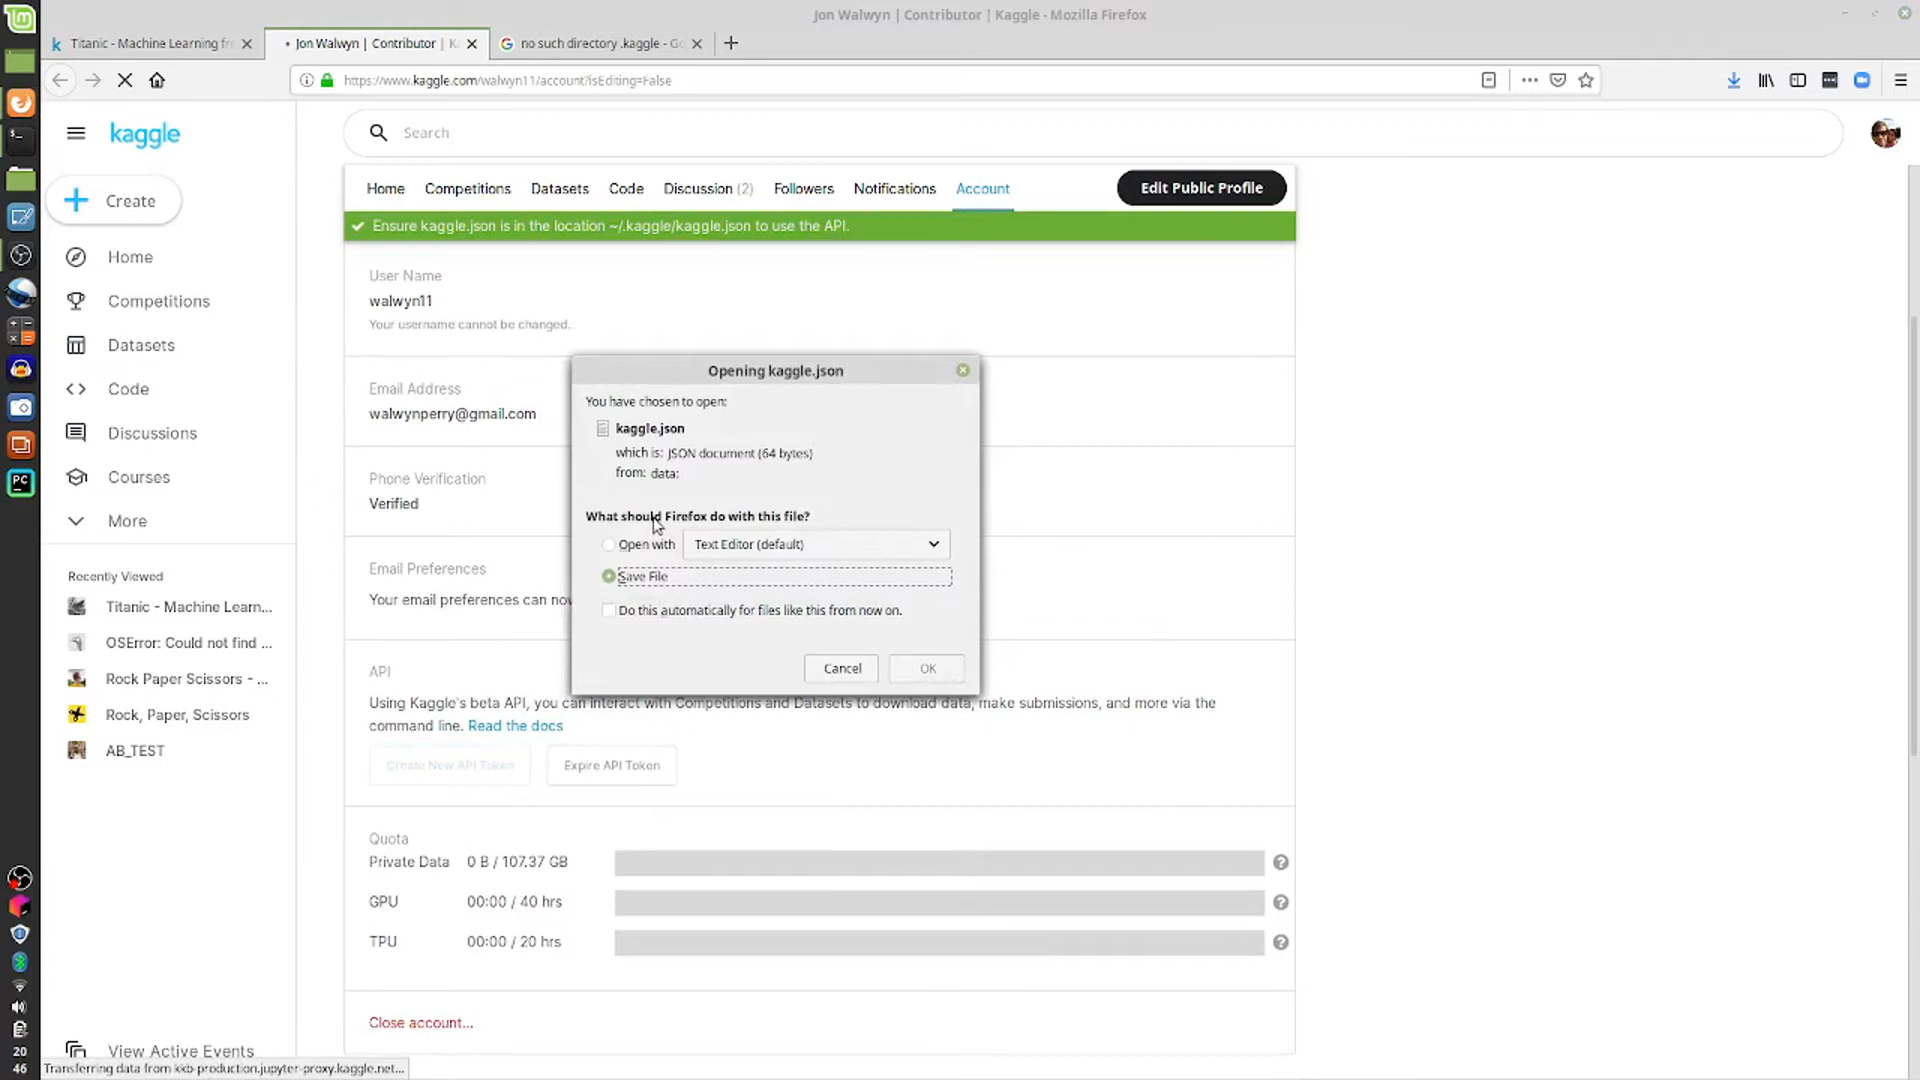 Jon Walwyn | Contributor | Kaggle - Mozilla Firefox
Titanic - Machine Learning fr
Jon Walwyn | Contributor | K
no such directory .kaggle - Go
https://www.kaggle.com/walwyn11/account?isEditing=False
kaggle
Search
Create
Home
Competitions
Datasets
Code
Discussions
Courses
More
Recently Viewed
Titanic - Machine Learn...
OSError: Could not find ...
Rock Paper Scissors - ...
Rock, Paper, Scissors
AB_TEST
View Active Events
Home Competitions Datasets Code Discussion (2) Followers Notifications Account
Edit Public Profile
Ensure kaggle.json is in the location ~/.kaggle/kaggle.json to use the API.
User Name
walwyn11
Your username cannot be changed.
Email Address
walwynperry@gmail.com
Phone Verification
Verified
Email Preferences
Your email preferences can now
API
Using Kaggle's beta API, you can interact with Competitions and Datasets to download data, make submissions, and more via the
command line. Read the docs
Create New API Token
Expire API Token
Quota
Private Data 0 B / 107.37 GB
GPU 00:00 / 40 hrs
TPU 00:00 / 20 hrs
Close account...
Opening kaggle.json
You have chosen to open:
kaggle.json
which is: JSON document (64 bytes)
from: data:
What should Firefox do with this file?
Open with Text Editor (default)
Save File
Do this automatically for files like this from now on.
Cancel
OK
PC
20
46
Transferring data from kkb-production.jupyter-proxy.kaggle.net...